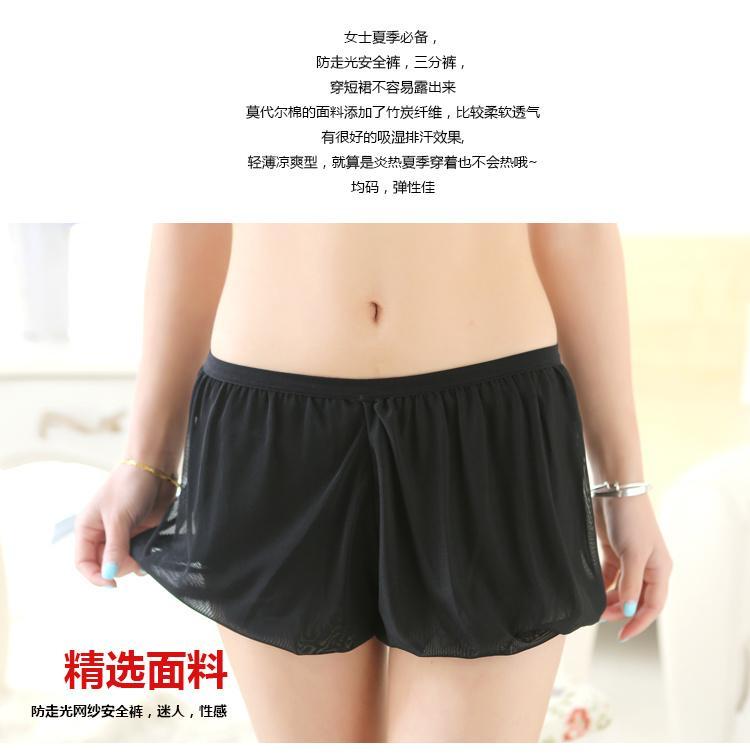 女士夏季必备，
防走光安全裤，三分裤，
穿短裙不容易露出来
莫代尔棉的面料添加了竹炭纤维，比较柔软透气
有很好的吸湿排汗效果,
轻薄凉爽型，就算是炎热夏季穿着也不会热哦~
均码，弹性佳
精选面料
防走光网纱安全裤，迷人，性感